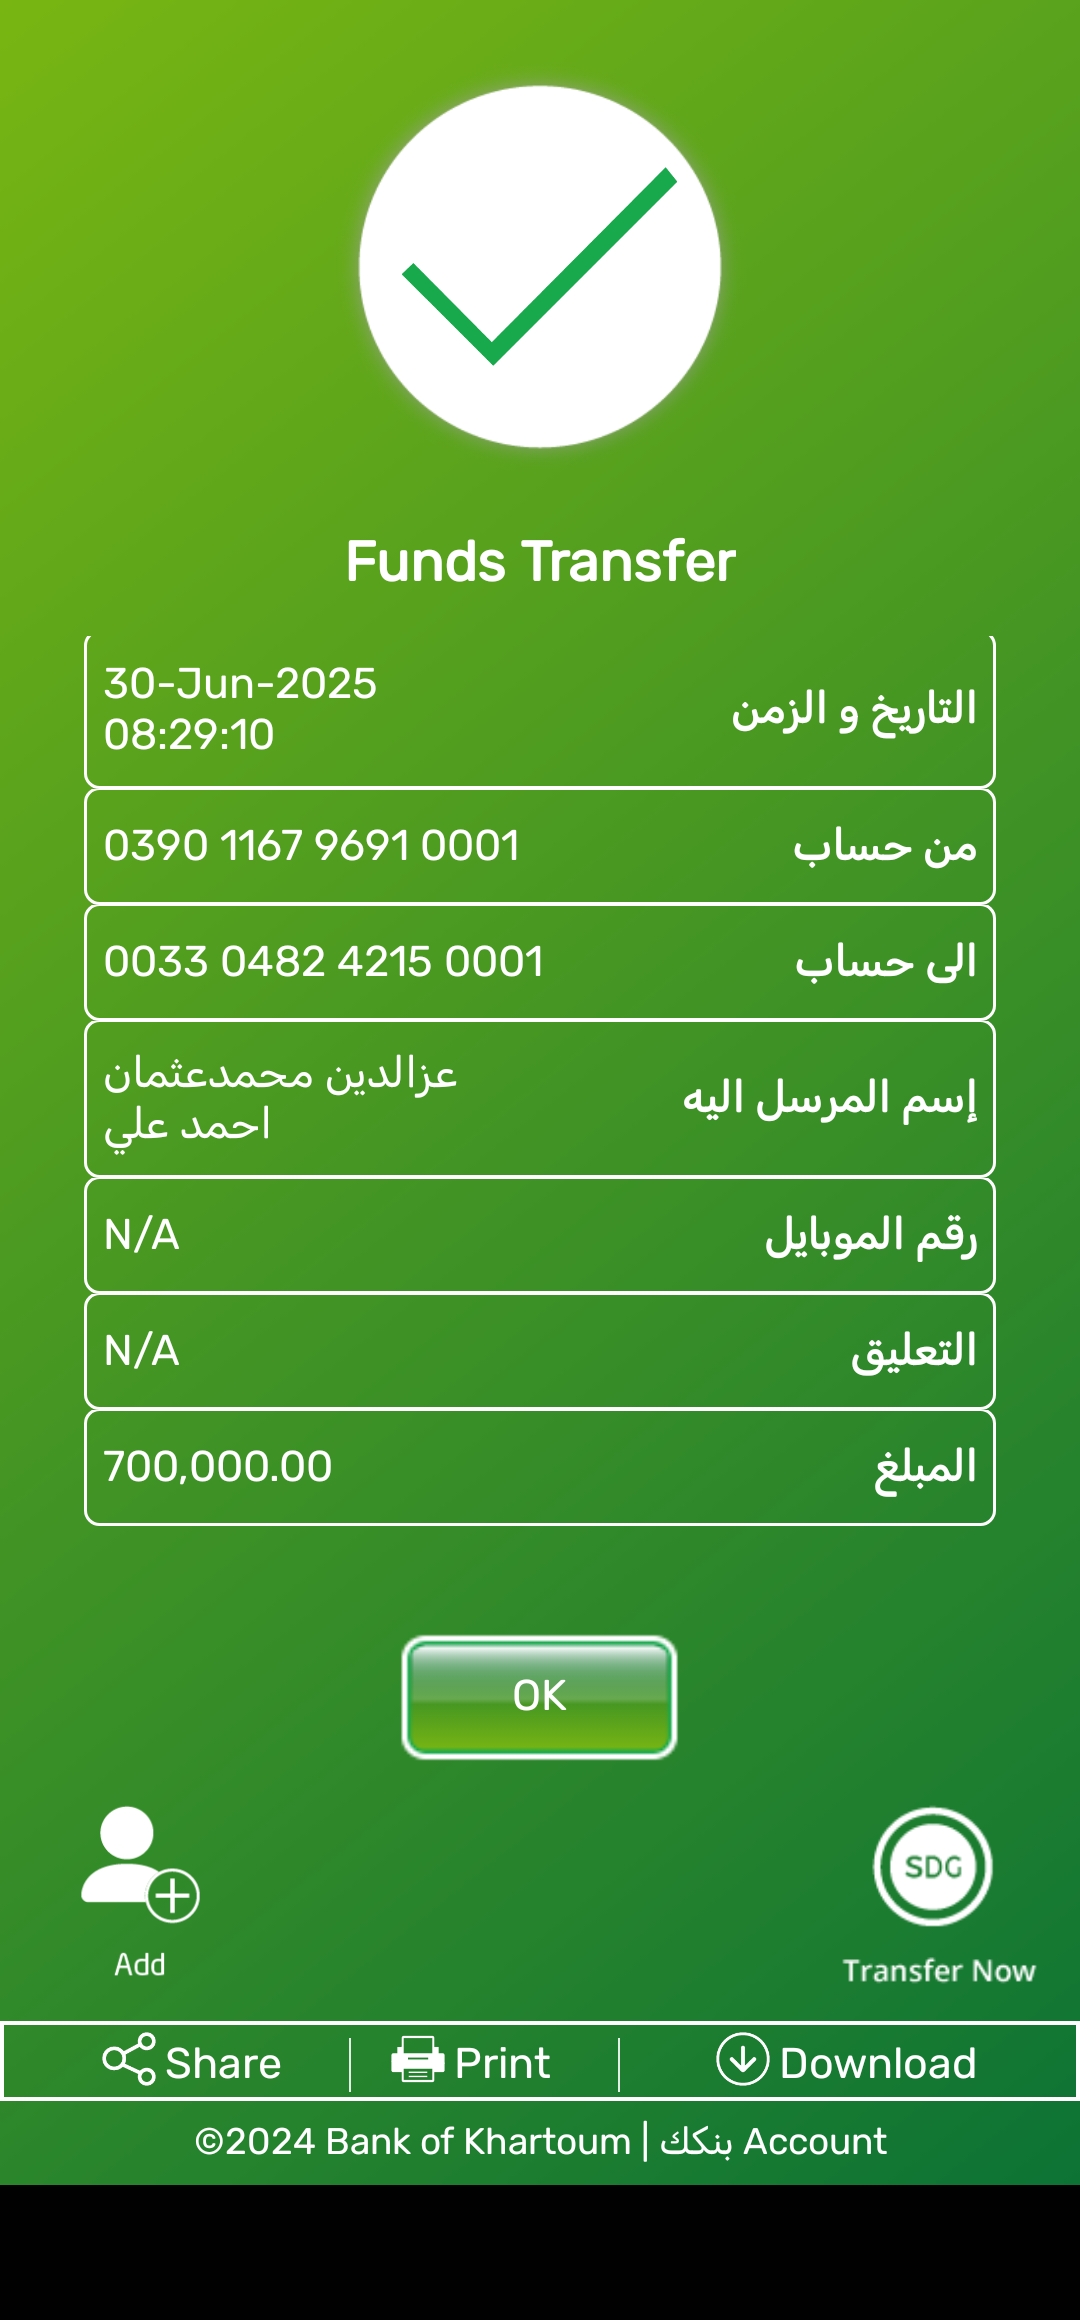 Funds Transfer
التاريخ و الزمن
30-Jun-2025
08:29:10
من حساب
0390 1167 9691 0001
الى حساب
0033 0482 4215 0001
إسم المرسل اليه
عزالدين محمدعثمان
احمد علي
رقم الموبايل
N/A
التعليق
N/A
المبلغ
700,000.00
OK
Add
SDG
Transfer Now
Share
Print
Download
©2024 Bank of Khartoum | بنكك Account